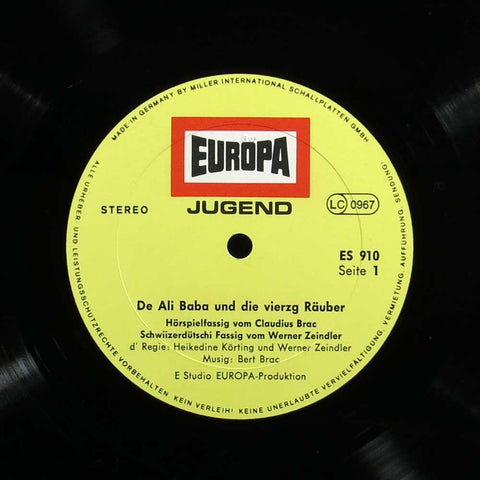 MADE IN GERMANY BY MILLER INTERNATIONAL SCHALLPLATTEN GMBH
EUROPA
JUGEND
STEREO
LC 0967
ES 910
Seite 1
De Ali Baba und die vierzg Räuber
Hörspielfassig vom Claudius Brac
Schwiizerdütschi Fassig vom Werner Zeindler
d' Regie: Heikedine Körting und Werner Zeindler
Musig: Bert Brac
E Studio EUROPA-Produktion
ALLE URHEBER- UND LEISTUNGSSCHUTZRECHTE VORBEHALTEN. KEIN VERLEIH! KEINE UNERLAUBTE VERVIELFÄLTIGUNG, VERMIETUNG, AUFFÜHRUNG, SENDUNG!